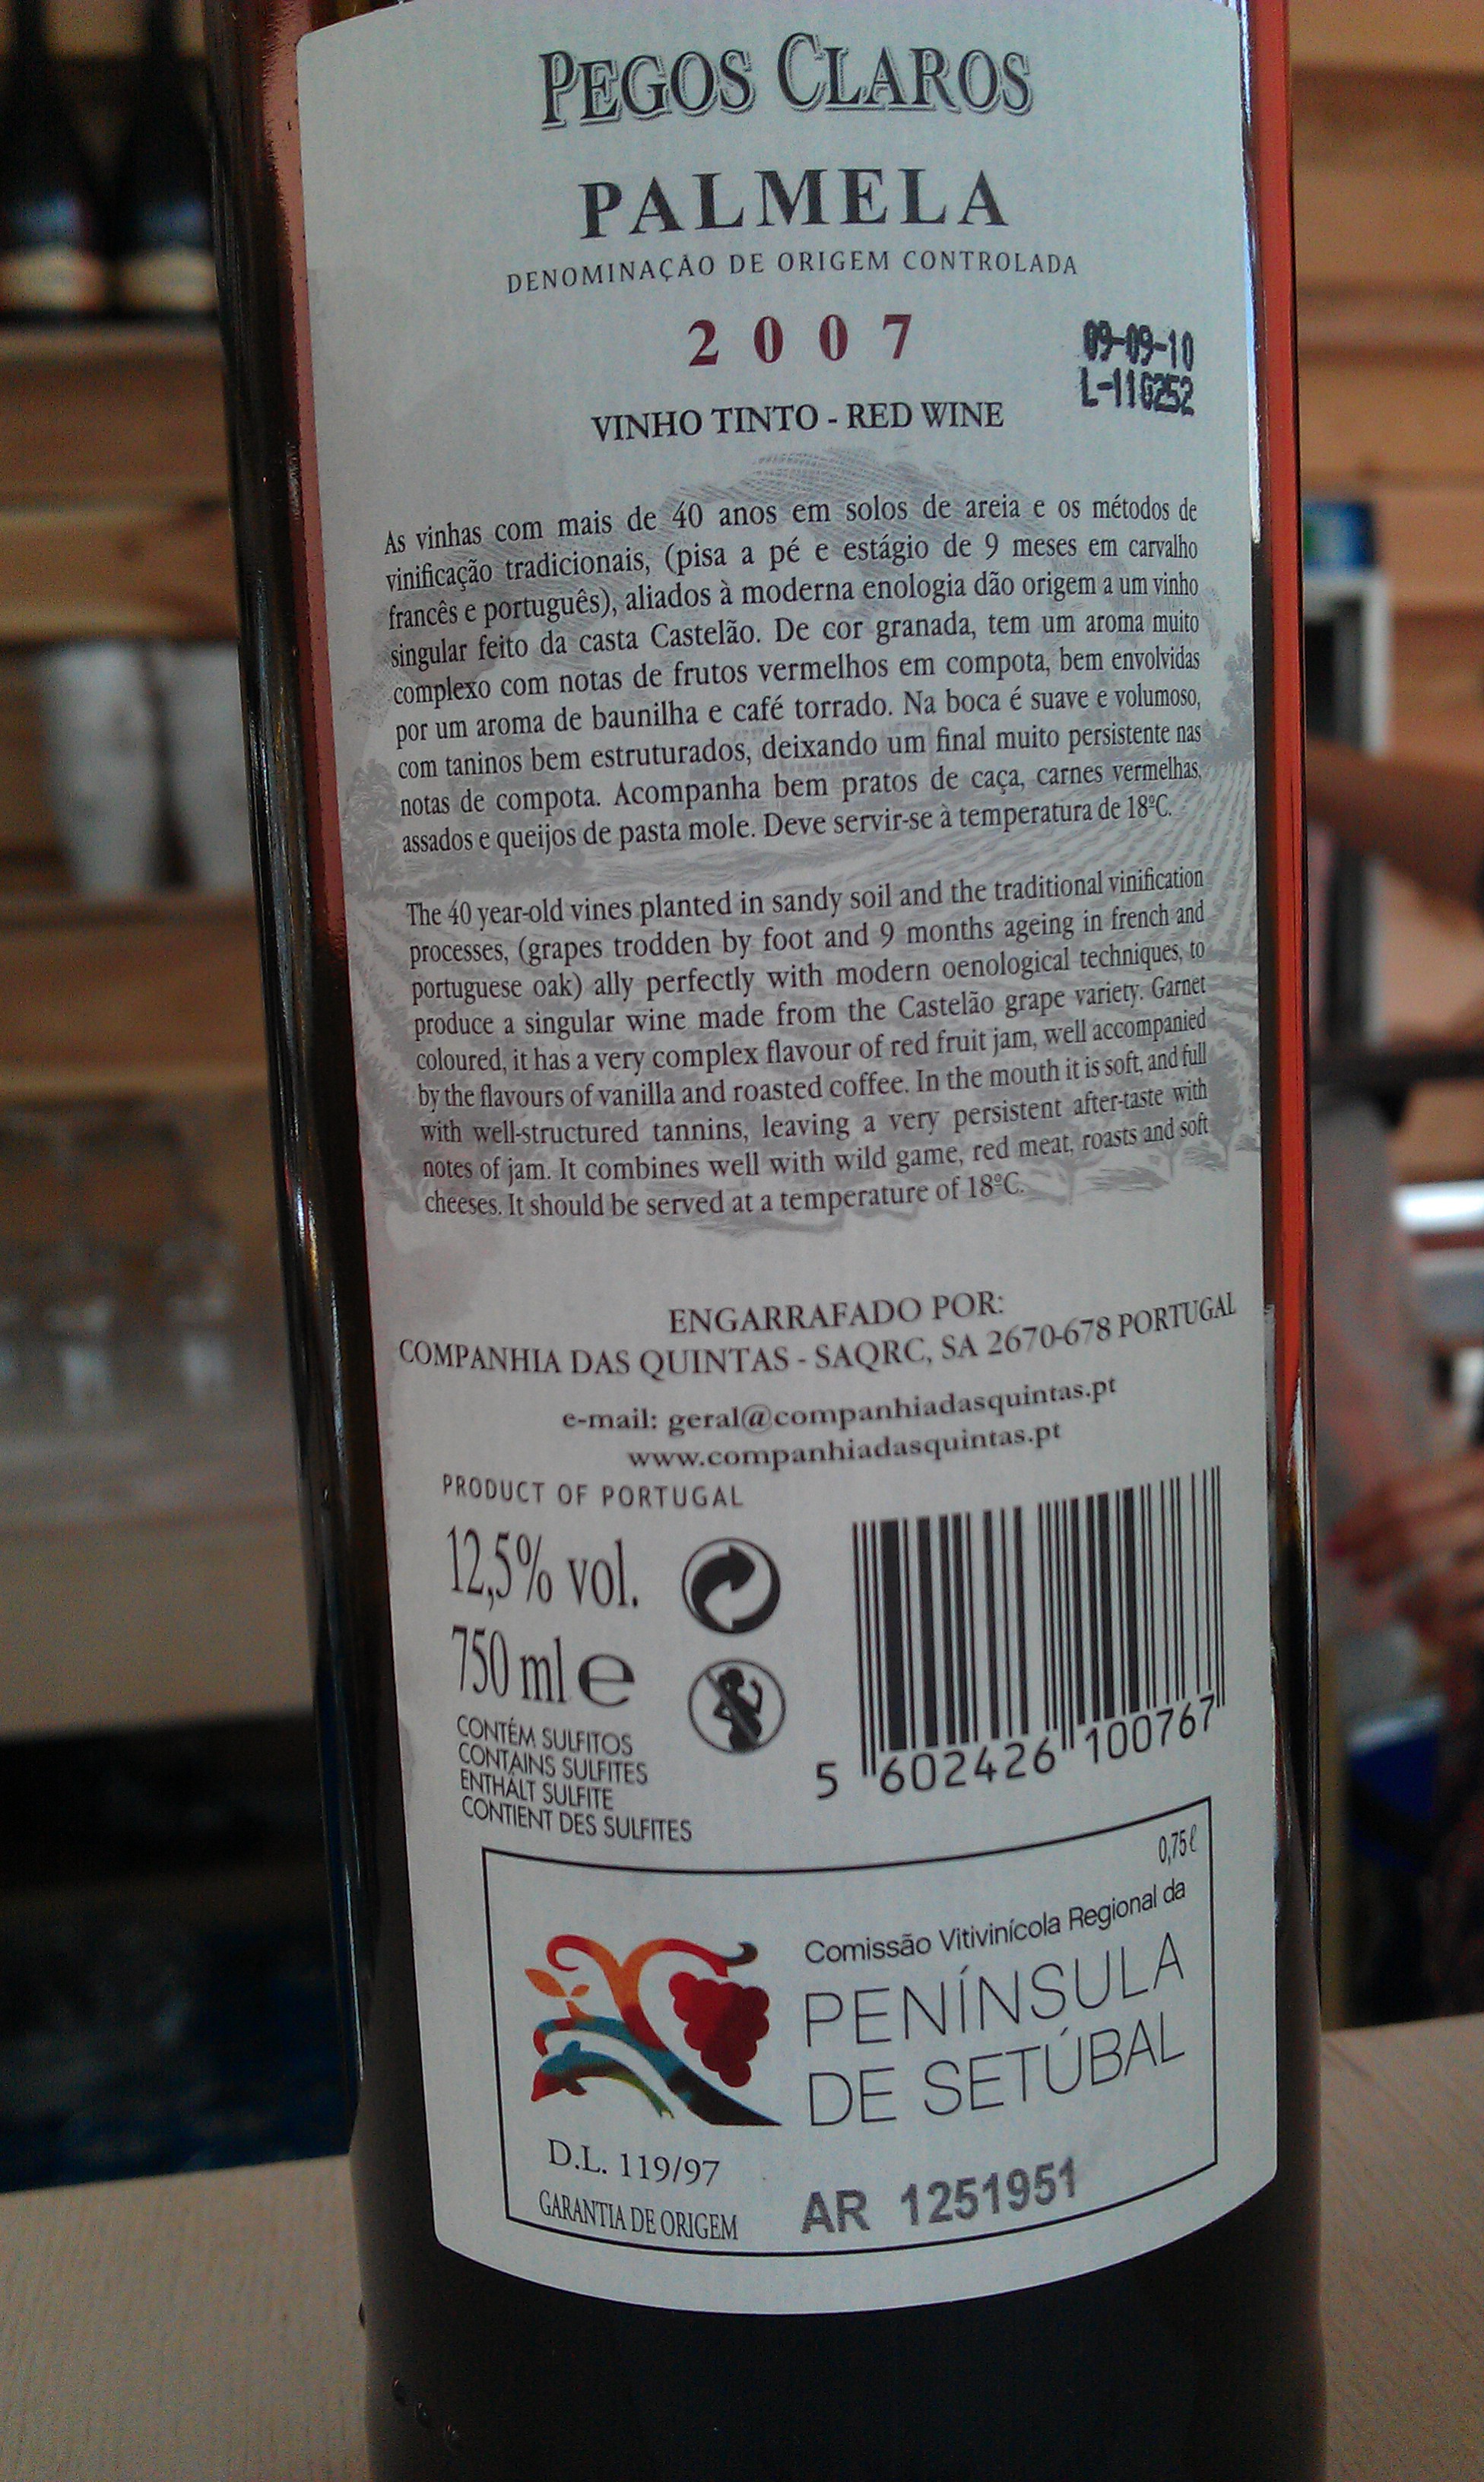 PEGOS CLAROS
PALMELA
DENOMINAÇÃO DE ORIGEM CONTROLADA
2007
09-09-10
L-110252
VINHO TINTO - RED WINE
As vinhas com mais de 40 anos em solos de areia e os métodos de
vinificação tradicionais, (pisa a pé e estágio de 9 meses em carvalho
francês e português), aliados à moderna enologia dão origem a um vinho
singular feito da casta Castelão. De cor granada, tem um aroma muito
complexo com notas de frutos vermelhos em compota, bem envolvidas
por um aroma de baunilha e café torrado. Na boca é suave e volumoso,
com taninos bem estruturados, deixando um final muito persistente nas
notas de compota. Acompanha bem pratos de caça, carnes vermelhas,
assados e queijos de pasta mole. Deve servir-se à temperatura de 18ºC.
The 40 year-old vines planted in sandy soil and the traditional vinification
processes, (grapes trodden by foot and 9 months ageing in french and
portuguese oak) ally perfectly with modern oenological techniques, to
produce a singular wine made from the Castelão grape variety. Garnet
coloured, it has a very complex flavour of red fruit jam, well accompanied
by the flavours of vanilla and roasted coffee. In the mouth it is soft, and full
with well-structured tannins, leaving a very persistent after-taste with
notes of jam. It combines well with wild game, red meat, roasts and soft
cheeses. It should be served at a temperature of 18ºC.
ENGARRAFADO POR:
COMPANHIA DAS QUINTAS - SAQRC, SA 2670-678 PORTUGAL
e-mail: geral@companhiadasquintas.pt
www.companhiadasquintas.pt
PRODUCT OF PORTUGAL
12,5% vol.
750 ml e
CONTÉM SULFITOS
CONTAINS SULFITES
ENTHÄLT SULFITE
CONTIENT DES SULFITES
5 602426 100767
0,75 ℓ
Comissão Vitivinícola Regional da
PENÍNSULA
DE SETÚBAL
D.L. 119/97
GARANTIA DE ORIGEM
AR 1251951